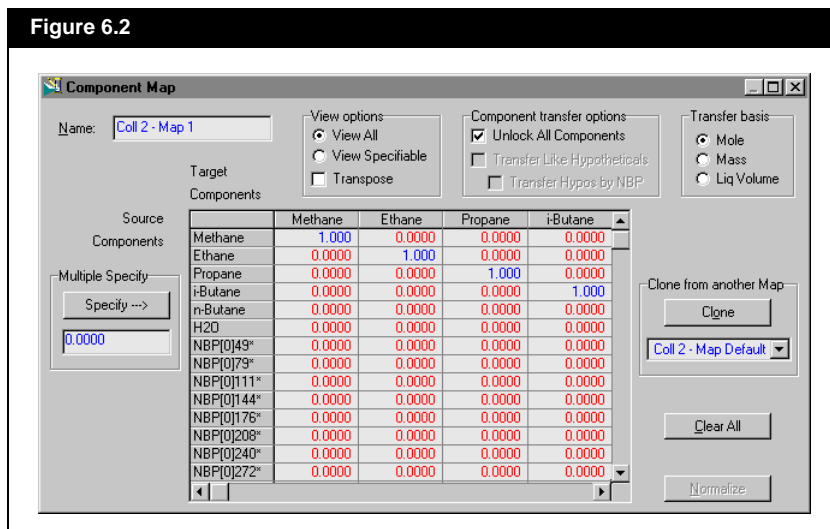 Figure 6.2
Component Map
Name: Coll 2 - Map 1
View options
View All
View Specifiable
Transpose
Component transfer options
Unlock All Components
Transfer Like Hypotheticals
Transfer Hypos by NBP
Transfer basis
Mole
Mass
Liq Volume
Target
Components
Source
Components
Multiple Specify
Specify --->
0.0000
Methane Ethane Propane i-Butane
Methane 1.000 0.0000 0.0000 0.0000
Ethane 0.0000 1.000 0.0000 0.0000
Propane 0.0000 0.0000 1.000 0.0000
i-Butane 0.0000 0.0000 0.0000 1.000
n-Butane 0.0000 0.0000 0.0000 0.0000
H2O 0.0000 0.0000 0.0000 0.0000
NBP[0]49* 0.0000 0.0000 0.0000 0.0000
NBP[0]79* 0.0000 0.0000 0.0000 0.0000
NBP[0]111* 0.0000 0.0000 0.0000 0.0000
NBP[0]144* 0.0000 0.0000 0.0000 0.0000
NBP[0]176* 0.0000 0.0000 0.0000 0.0000
NBP[0]208* 0.0000 0.0000 0.0000 0.0000
NBP[0]240* 0.0000 0.0000 0.0000 0.0000
NBP[0]272* 0.0000 0.0000 0.0000 0.0000
Clone from another Map
Clone
Coll 2 - Map Default
Clear All
Normalize